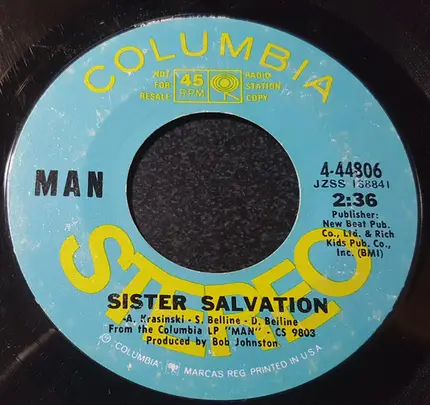 COLUMBIA
NOT
FOR
RESALE
45
RPM
RADIO
STATION
COPY
MAN
4-44806
JZSS 158841
2:36
Publisher:
New Beat Pub.
Co., Ltd. & Rich
Kids Pub. Co.,
Inc. (BMI)
STEREO
SISTER SALVATION
A. Krasinski - S. Belline - D. Beiline
From the Columbia LP "MAN" - CS 9803
Produced by Bob Johnston
℗ "COLUMBIA", MARCAS REG. PRINTED IN U.S.A.